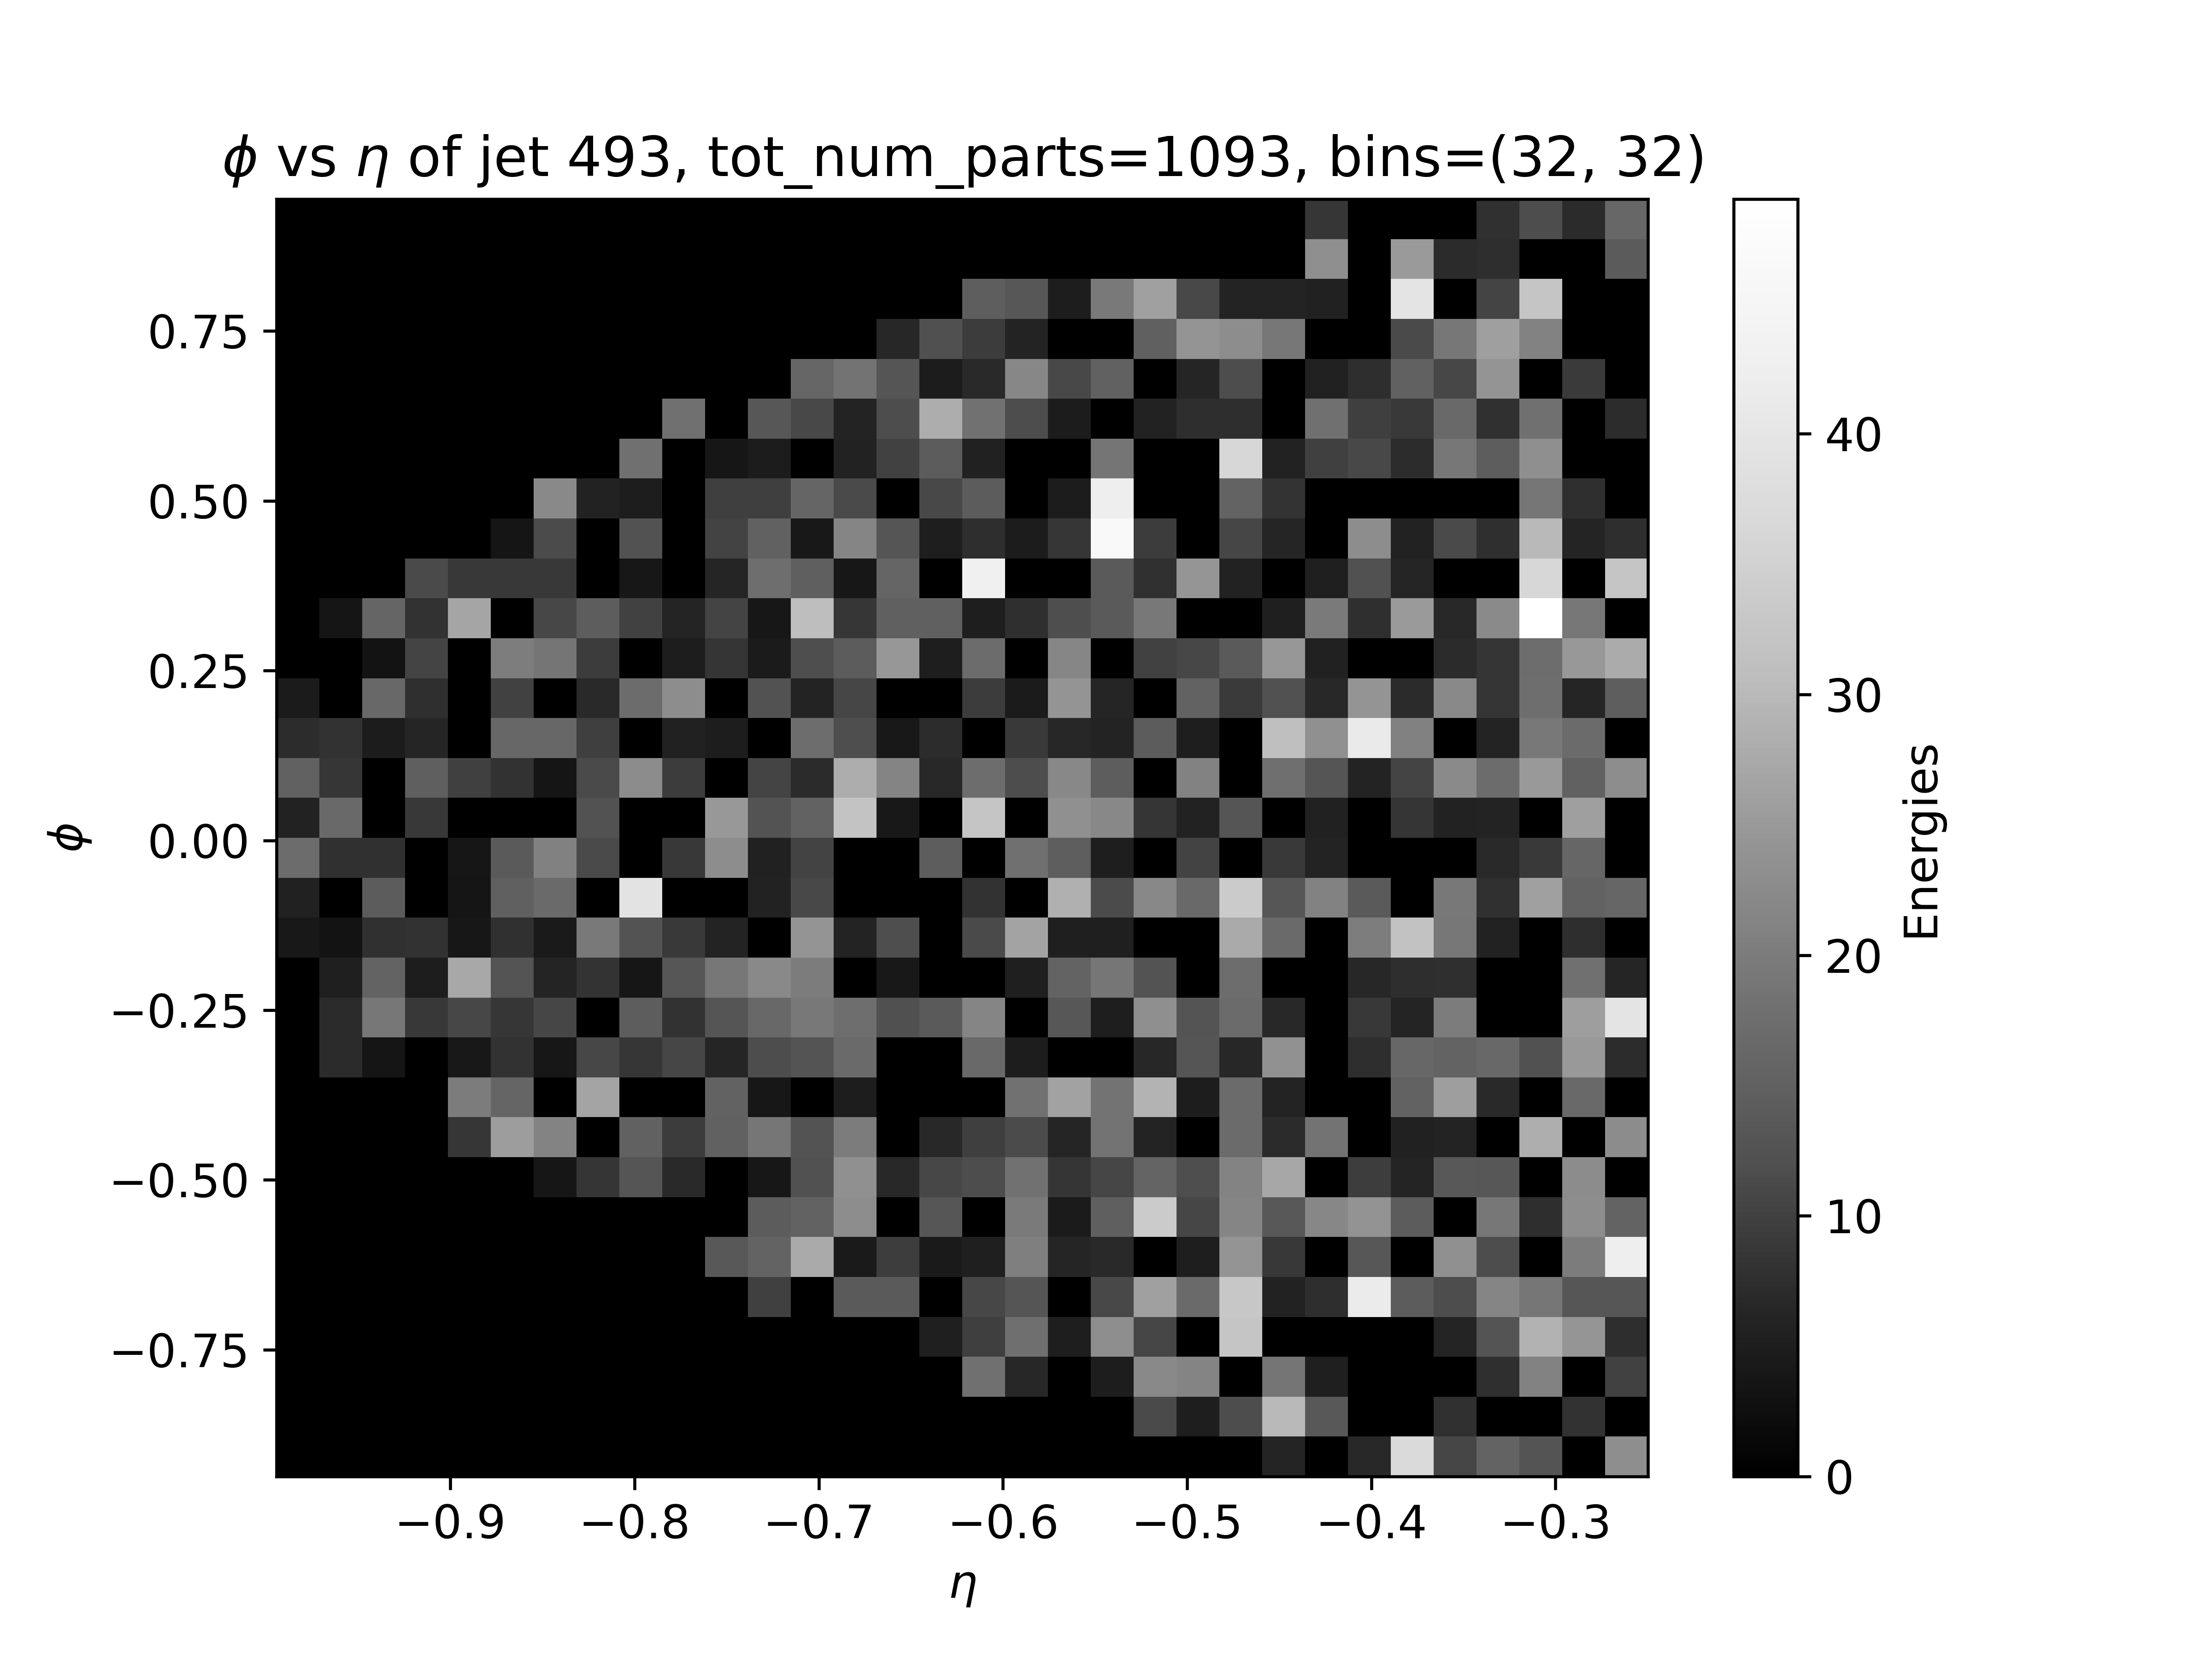 ϕ vs η of jet 493, tot_num_parts=1093, bins=(32, 32)
0.75
0.50
0.25
0.00
−0.25
−0.50
−0.75
ϕ
−0.9 −0.8 −0.7 −0.6 −0.5 −0.4 −0.3
η
40
30
20
10
0
Energies